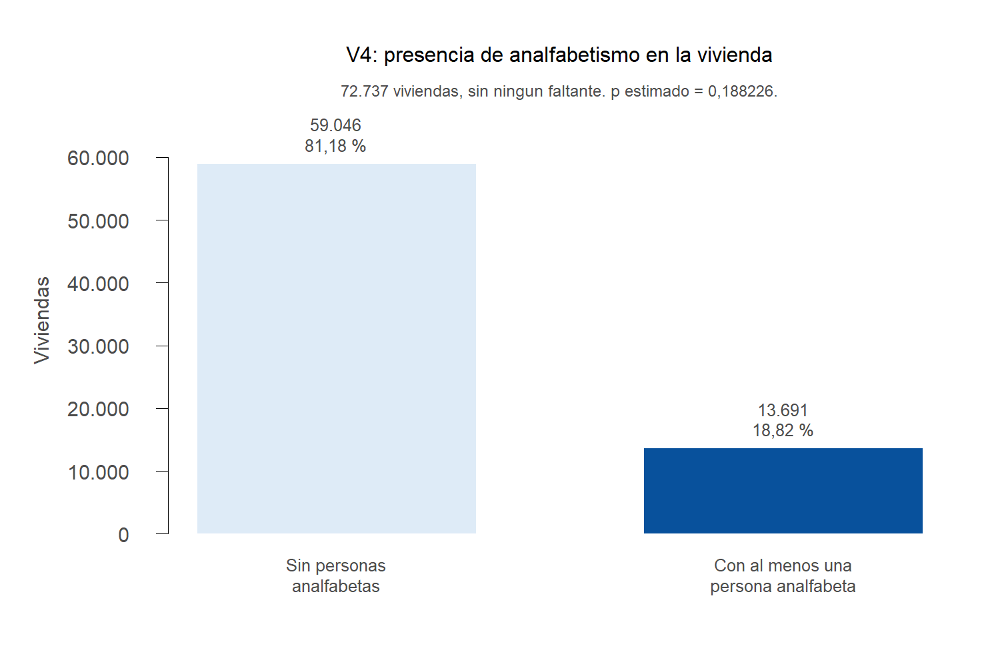 V4: presencia de analfabetismo en la vivienda
72.737 viviendas, sin ningun faltante. p estimado = 0,188226.
59.046
81,18 %
60.000
50.000
40.000
30.000
20.000
10.000
0
Viviendas
13.691
18,82 %
Sin personas
analfabetas
Con al menos una
persona analfabeta